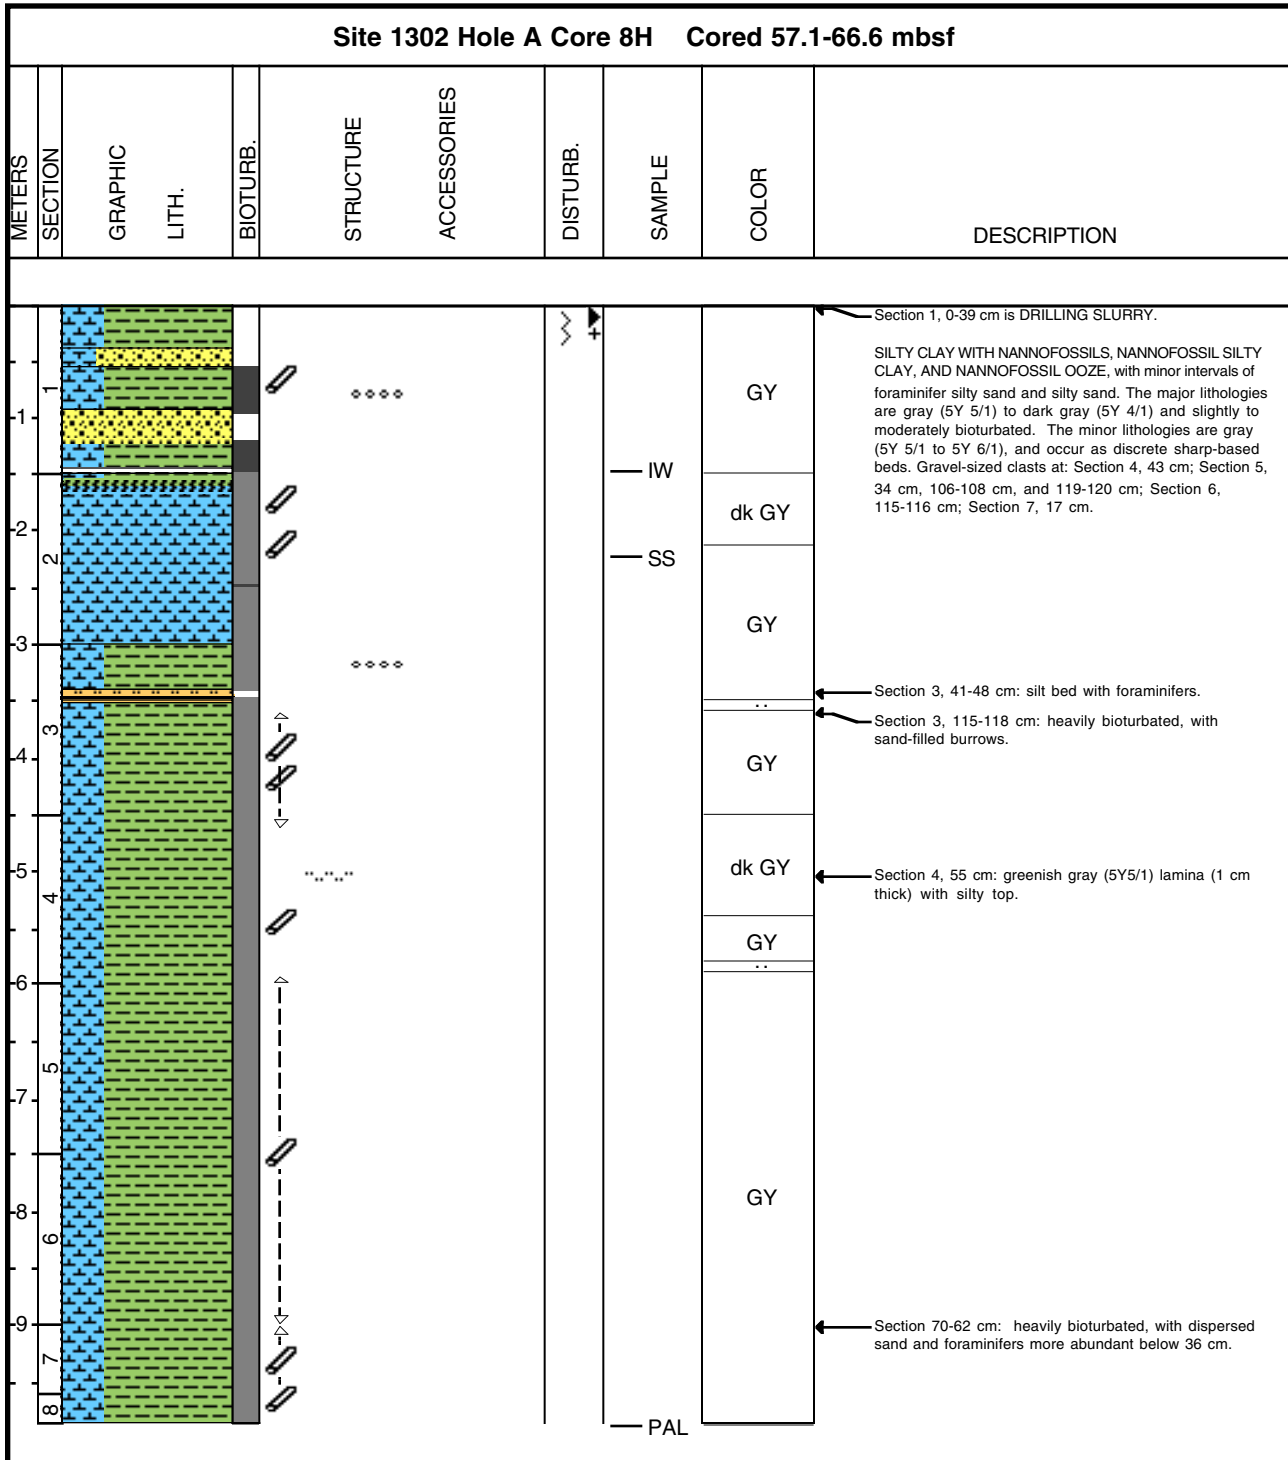 Site 1302 Hole A Core 8H Cored 57.1-66.6 mbsf
METERS
SECTION
GRAPHIC
LITH.
BIOTURB.
STRUCTURE
ACCESSORIES
DISTURB.
SAMPLE
COLOR
DESCRIPTION
Section 1, 0-39 cm is DRILLING SLURRY.
SILTY CLAY WITH NANNOFOSSILS, NANNOFOSSIL SILTY
CLAY, AND NANNOFOSSIL OOZE, with minor intervals of
foraminifer silty sand and silty sand. The major lithologies
are gray (5Y 5/1) to dark gray (5Y 4/1) and slightly to
moderately bioturbated. The minor lithologies are gray
(5Y 5/1 to 5Y 6/1), and occur as discrete sharp-based
beds. Gravel-sized clasts at: Section 4, 43 cm; Section 5,
34 cm, 106-108 cm, and 119-120 cm; Section 6,
115-116 cm; Section 7, 17 cm.
1
1
GY
IW
dk GY
2
2
SS
GY
3
Section 3, 41-48 cm: silt bed with foraminifers.
3
Section 3, 115-118 cm: heavily bioturbated, with
sand-filled burrows.
4
GY
5
4
dk GY
Section 4, 55 cm: greenish gray (5Y5/1) lamina (1 cm
thick) with silty top.
GY
6
5
7
8
6
GY
9
Section 70-62 cm: heavily bioturbated, with dispersed
sand and foraminifers more abundant below 36 cm.
7
8
PAL